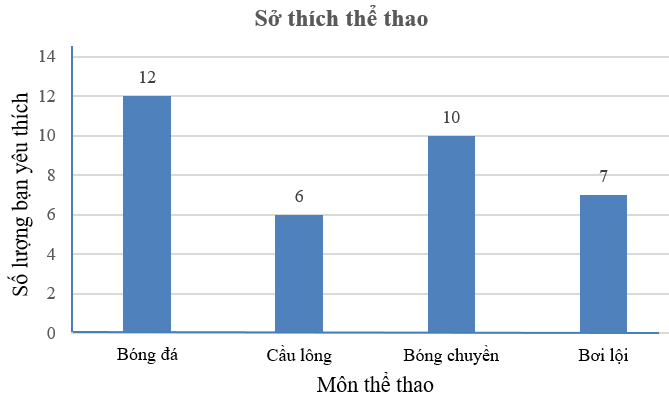 Sở thích thể thao
Số lượng bạn yêu thích
14
12
10
8
6
4
2
0
12
6
10
7
Bóng đá
Cầu lông
Bóng chuyền
Bơi lội
Môn thể thao